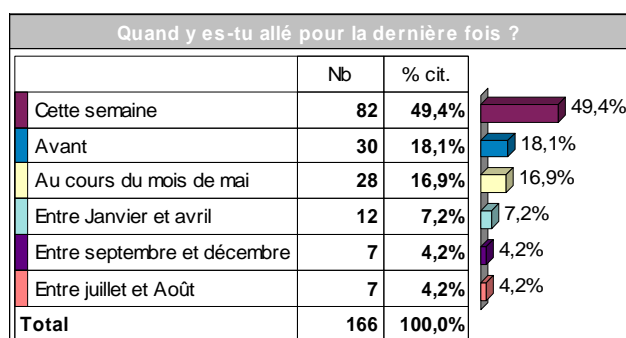 Quand y es-tu allé pour la dernière fois ?
Nb % cit.
Cette semaine 82 49,4% 49,4%
Avant 30 18,1% 18,1%
Au cours du mois de mai 28 16,9% 16,9%
Entre Janvier et avril 12 7,2% 7,2%
Entre septembre et décembre 7 4,2% 4,2%
Entre juillet et Août 7 4,2% 4,2%
Total 166 100,0%